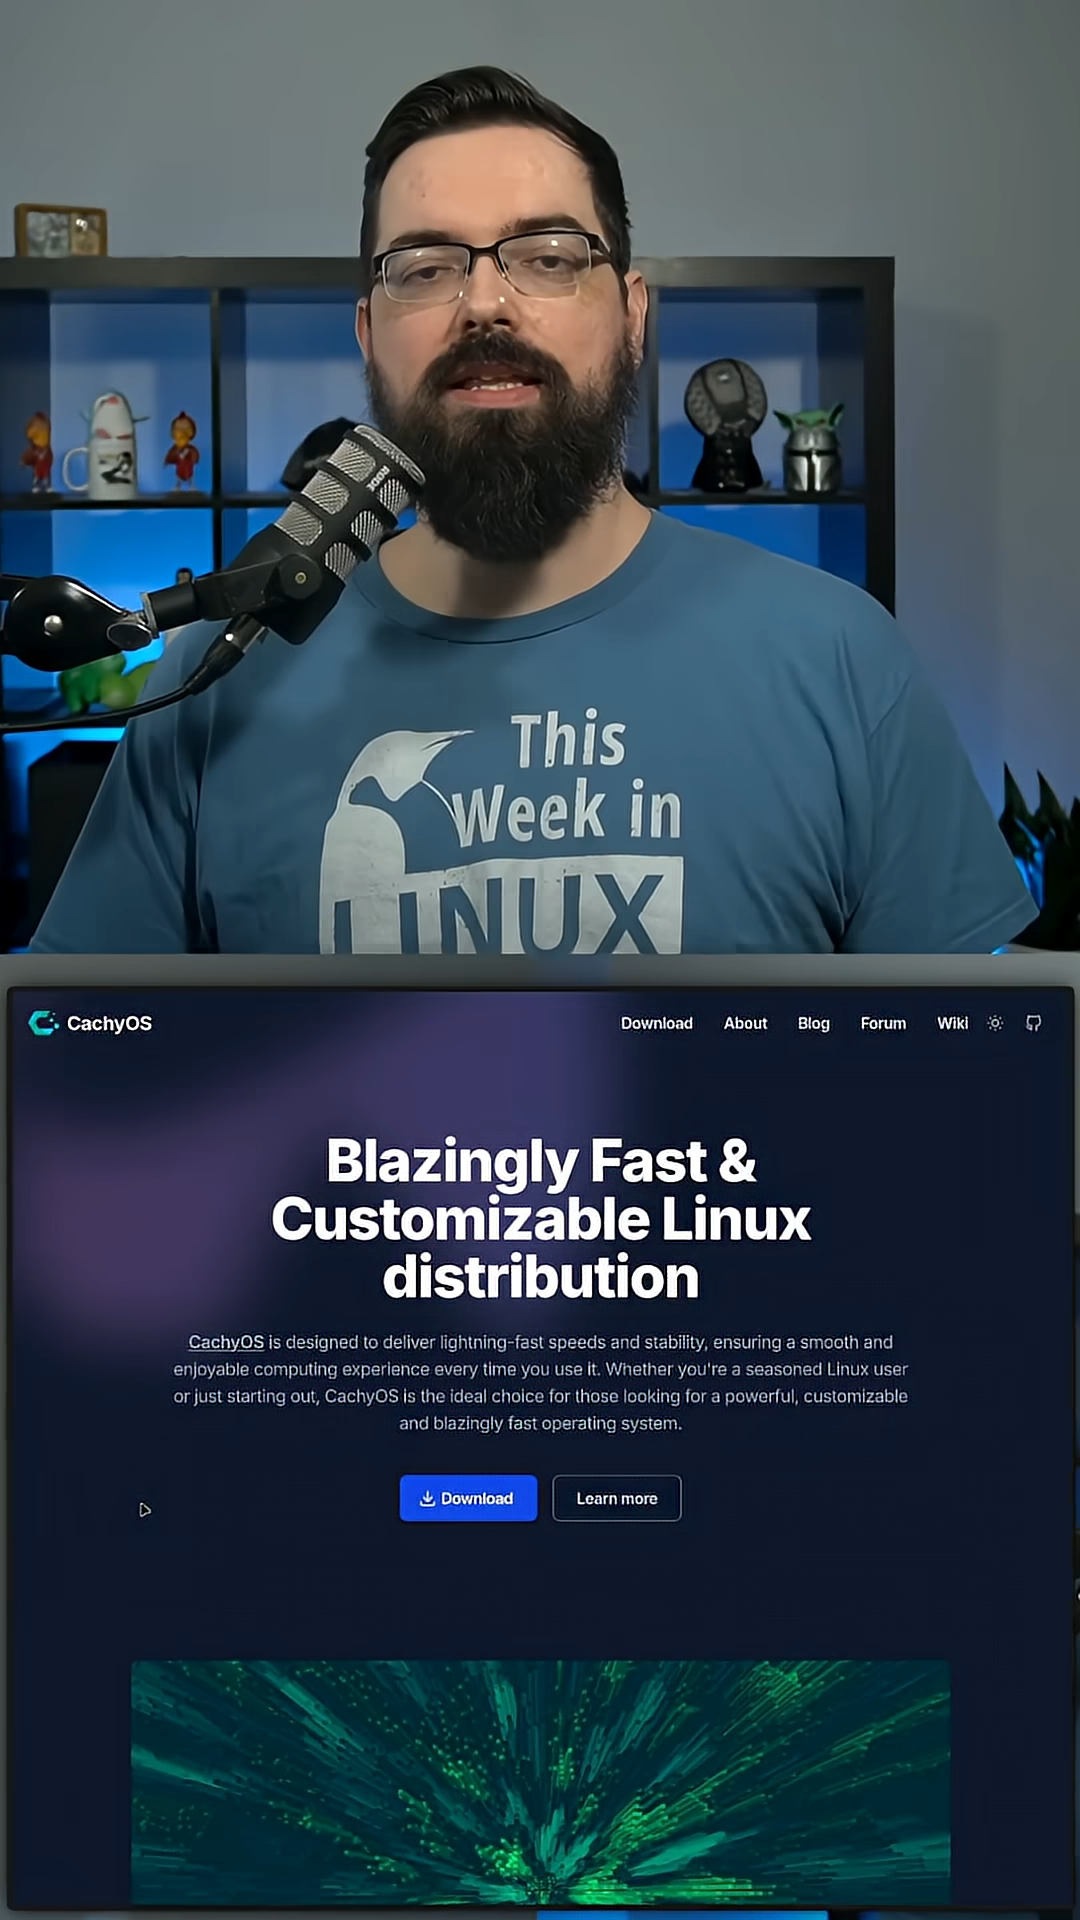 RODE
This
Week in
LINUX
CachyOS
Download About Blog Forum Wiki
Blazingly Fast &
Customizable Linux
distribution
CachyOS is designed to deliver lightning-fast speeds and stability, ensuring a smooth and
enjoyable computing experience every time you use it. Whether you're a seasoned Linux user
or just starting out, CachyOS is the ideal choice for those looking for a powerful, customizable
and blazingly fast operating system.
Download Learn more